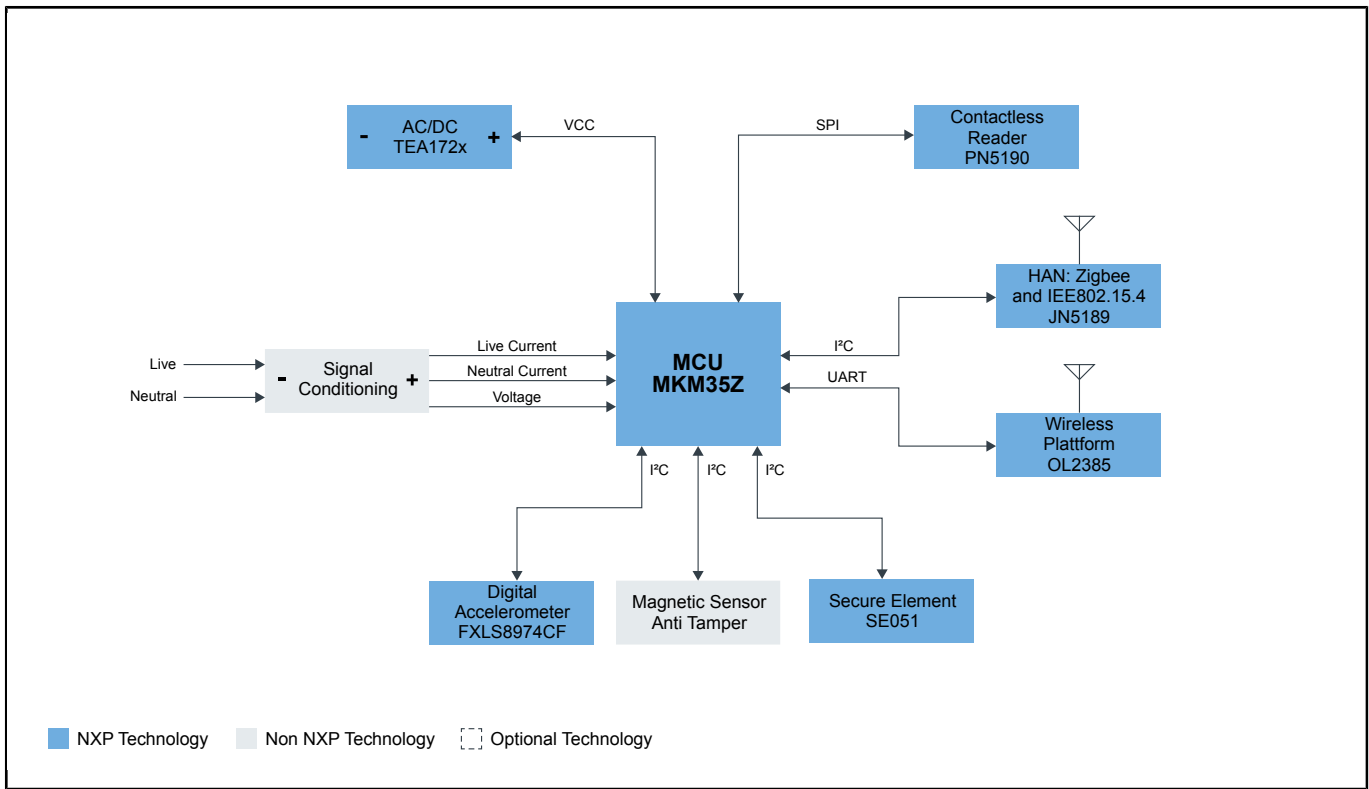 - AC/DC +
TEA172x
VCC
SPI
Contactless
Reader
PN5190
HAN: Zigbee
and IEE802.15.4
JN5189
Live
Neutral
- Signal +
Conditioning
Live Current
Neutral Current
Voltage
MCU
MKM35Z
I²C
UART
Wireless
Plattform
OL2385
I²C
I²C
I²C
Digital
Accelerometer
FXLS8974CF
Magnetic Sensor
Anti Tamper
Secure Element
SE051
NXP Technology
Non NXP Technology
Optional Technology